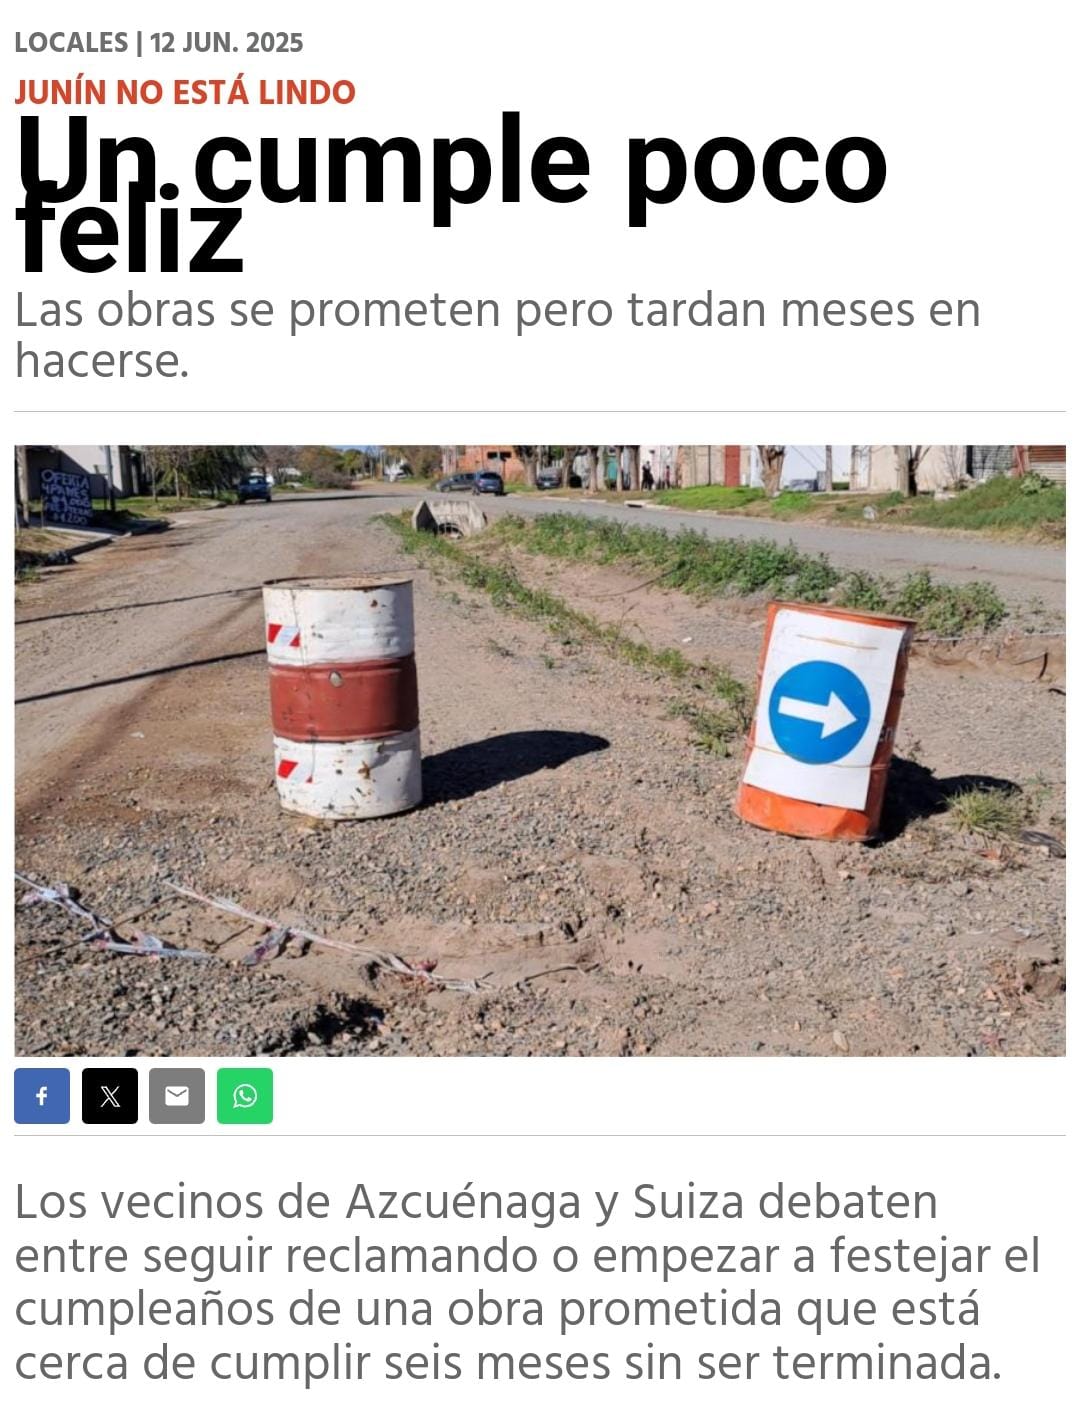 LOCALES | 12 JUN. 2025
JUNÍN NO ESTÁ LINDO
Un cumple poco
feliz
Las obras se prometen pero tardan meses en
hacerse.
OFERTA
Los vecinos de Azcuénaga y Suiza debaten
entre seguir reclamando o empezar a festejar el
cumpleaños de una obra prometida que está
cerca de cumplir seis meses sin ser terminada.